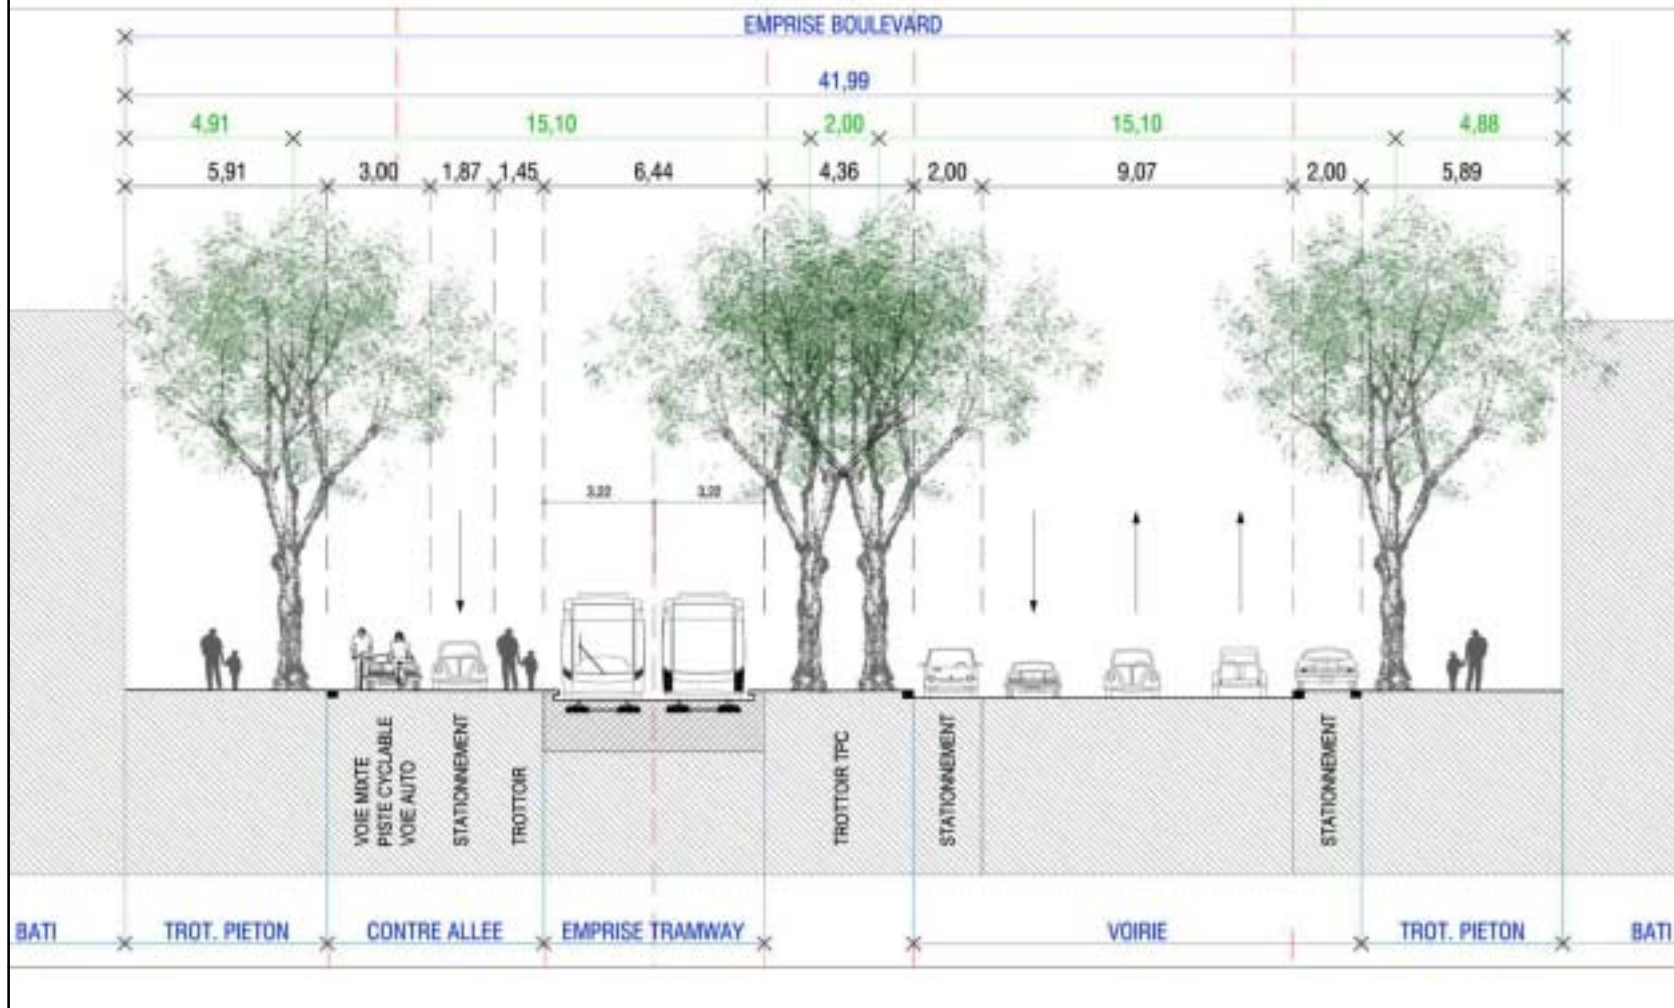 EMPRISE BOULEVARD
41,99
4,91 15,10 2,00 15,10 4,88
5,91 3,00 1,87 1,45 6,44 4,36 2,00 9,07 2,00 5,89
3,22 3,22
VOIE MIXTE
PISTE CYCLABLE
VOIE AUTO
STATIONNEMENT
TROTTOIR
TROTTOIR TPC
STATIONNEMENT
STATIONNEMENT
BATI TROT. PIETON CONTRE ALLEE EMPRISE TRAMWAY VOIRIE TROT. PIETON BATI